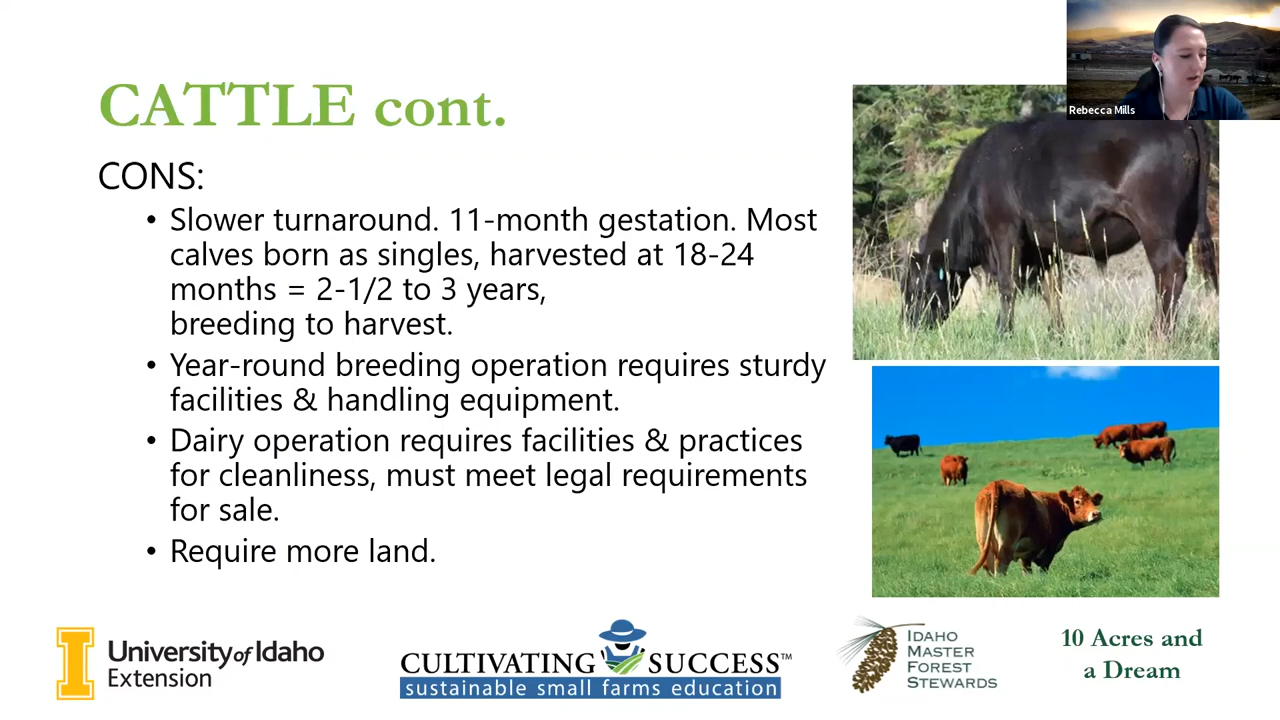 Rebecca Mills
CATTLE cont.
CONS:
• Slower turnaround. 11-month gestation. Most
calves born as singles, harvested at 18-24
months = 2-1/2 to 3 years,
breeding to harvest.
• Year-round breeding operation requires sturdy
facilities & handling equipment.
• Dairy operation requires facilities & practices
for cleanliness, must meet legal requirements
for sale.
• Require more land.
I
University of Idaho
Extension
CULTIVATING SUCCESS™
sustainable small farms education
IDAHO
MASTER
FOREST
STEWARDS
10 Acres and
a Dream